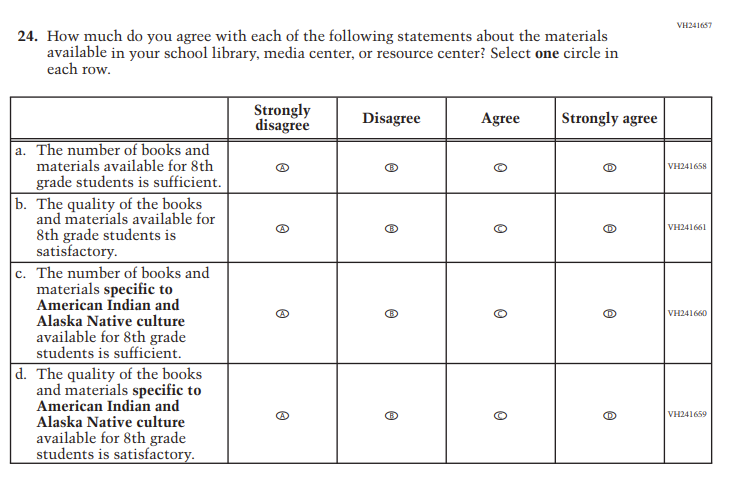 VH241657
24. How much do you agree with each of the following statements about the materials
available in your school library, media center, or resource center? Select one circle in
each row.
Strongly
disagree
Disagree
Agree
Strongly agree
a. The number of books and
materials available for 8th
grade students is sufficient.
A
B
C
D
VH241658
b. The quality of the books
and materials available for
8th grade students is
satisfactory.
A
B
C
D
VH241661
c. The number of books and
materials specific to
American Indian and
Alaska Native culture
available for 8th grade
students is sufficient.
A
B
C
D
VH241660
d. The quality of the books
and materials specific to
American Indian and
Alaska Native culture
available for 8th grade
students is satisfactory.
A
B
C
D
VH241659